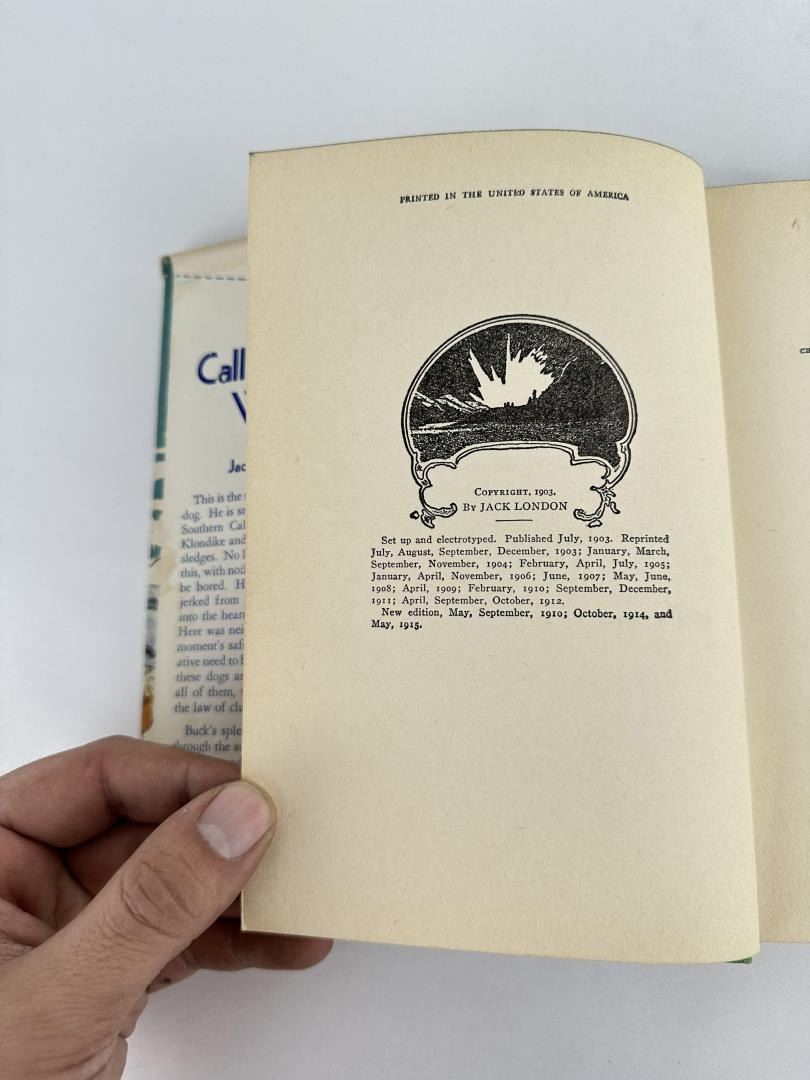 Call
Jac
This is the
dog. He is st
Southern Cal
Klondike and
sledges. No
this, with not
be bored. H
jerked from
into the hear
Here was nei
moment's saf
ative need to
these dogs ar
all of them,
the law of clu
Buck's sple
through the su
PRINTED IN THE UNITED STATES OF AMERICA
COPYRIGHT, 1903,
BY JACK LONDON
Set up and electrotyped. Published July, 1903. Reprinted
July, August, September, December, 1903; January, March,
September, November, 1904; February, April, July, 1905;
January, April, November, 1906; June, 1907; May, June,
1908; April, 1909; February, 1910; September, December,
1911; April, September, October, 1912.
New edition, May, September, 1910; October, 1914, and
May, 1915.